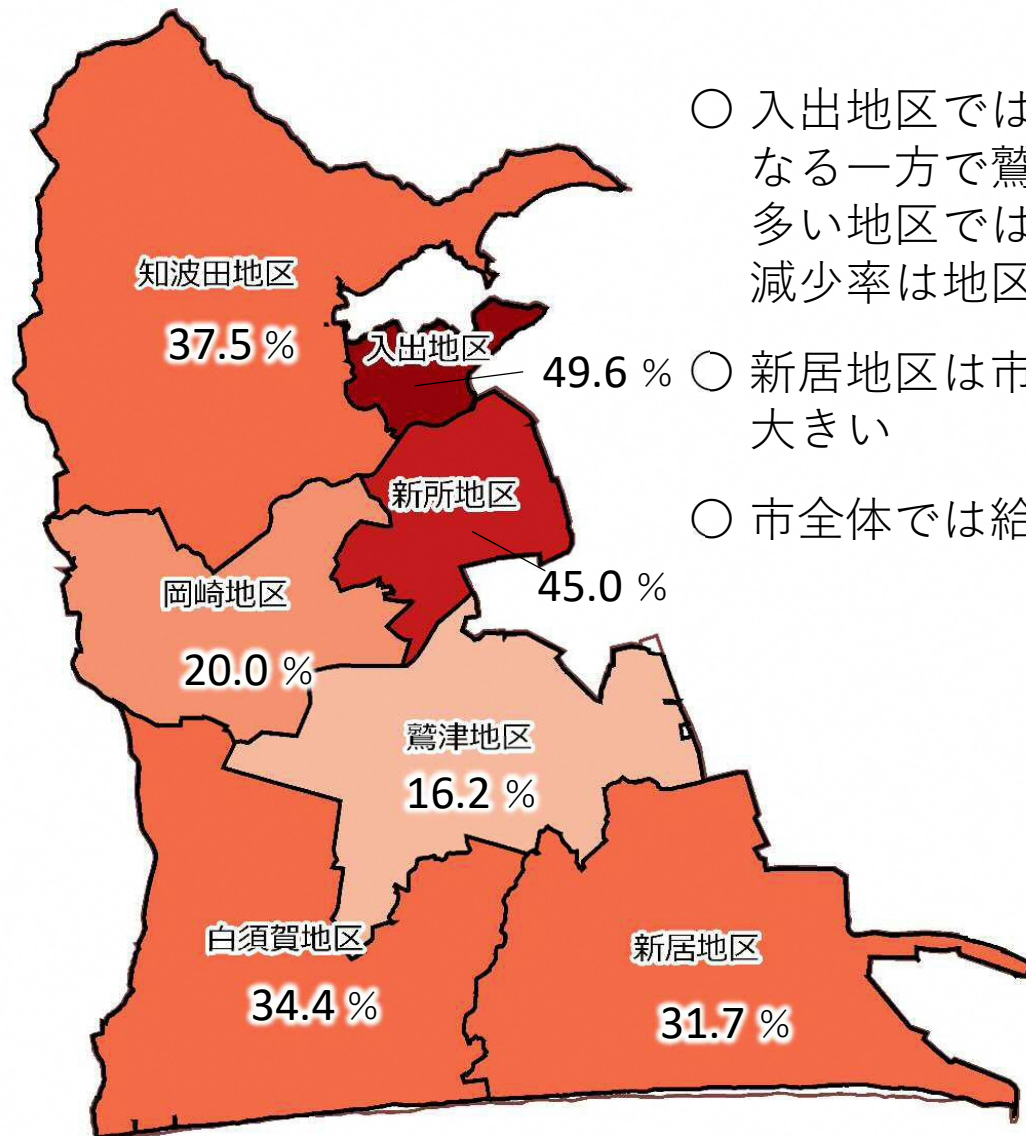 ○ 入出地区では
なる一方で鷲
多い地区では
減少率は地区
○ 新居地区は市
大きい
○ 市全体では給
知波田地区
37.5 %
入出地区
49.6 %
新所地区
45.0 %
岡崎地区
20.0 %
鷲津地区
16.2 %
白須賀地区
34.4 %
新居地区
31.7 %